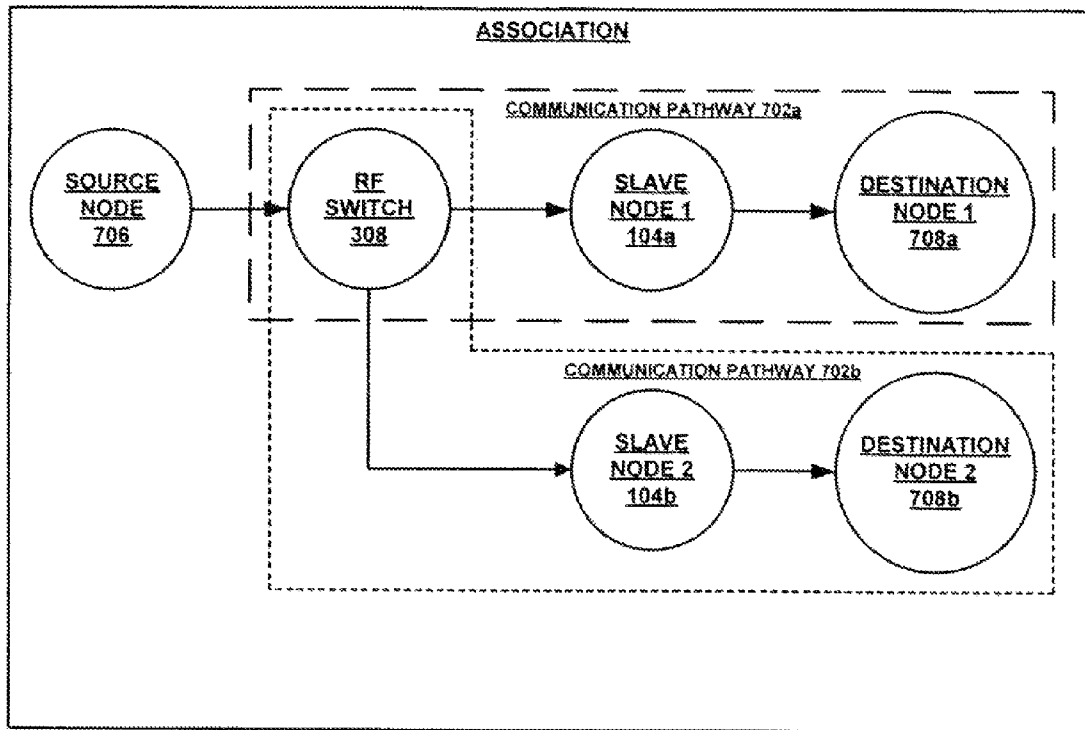 ASSOCIATION
COMMUNICATION PATHWAY 702a
SOURCE
NODE
706
RF
SWITCH
308
SLAVE
NODE 1
104a
DESTINATION
NODE 1
708a
COMMUNICATION PATHWAY 702b
SLAVE
NODE 2
104b
DESTINATION
NODE 2
708b